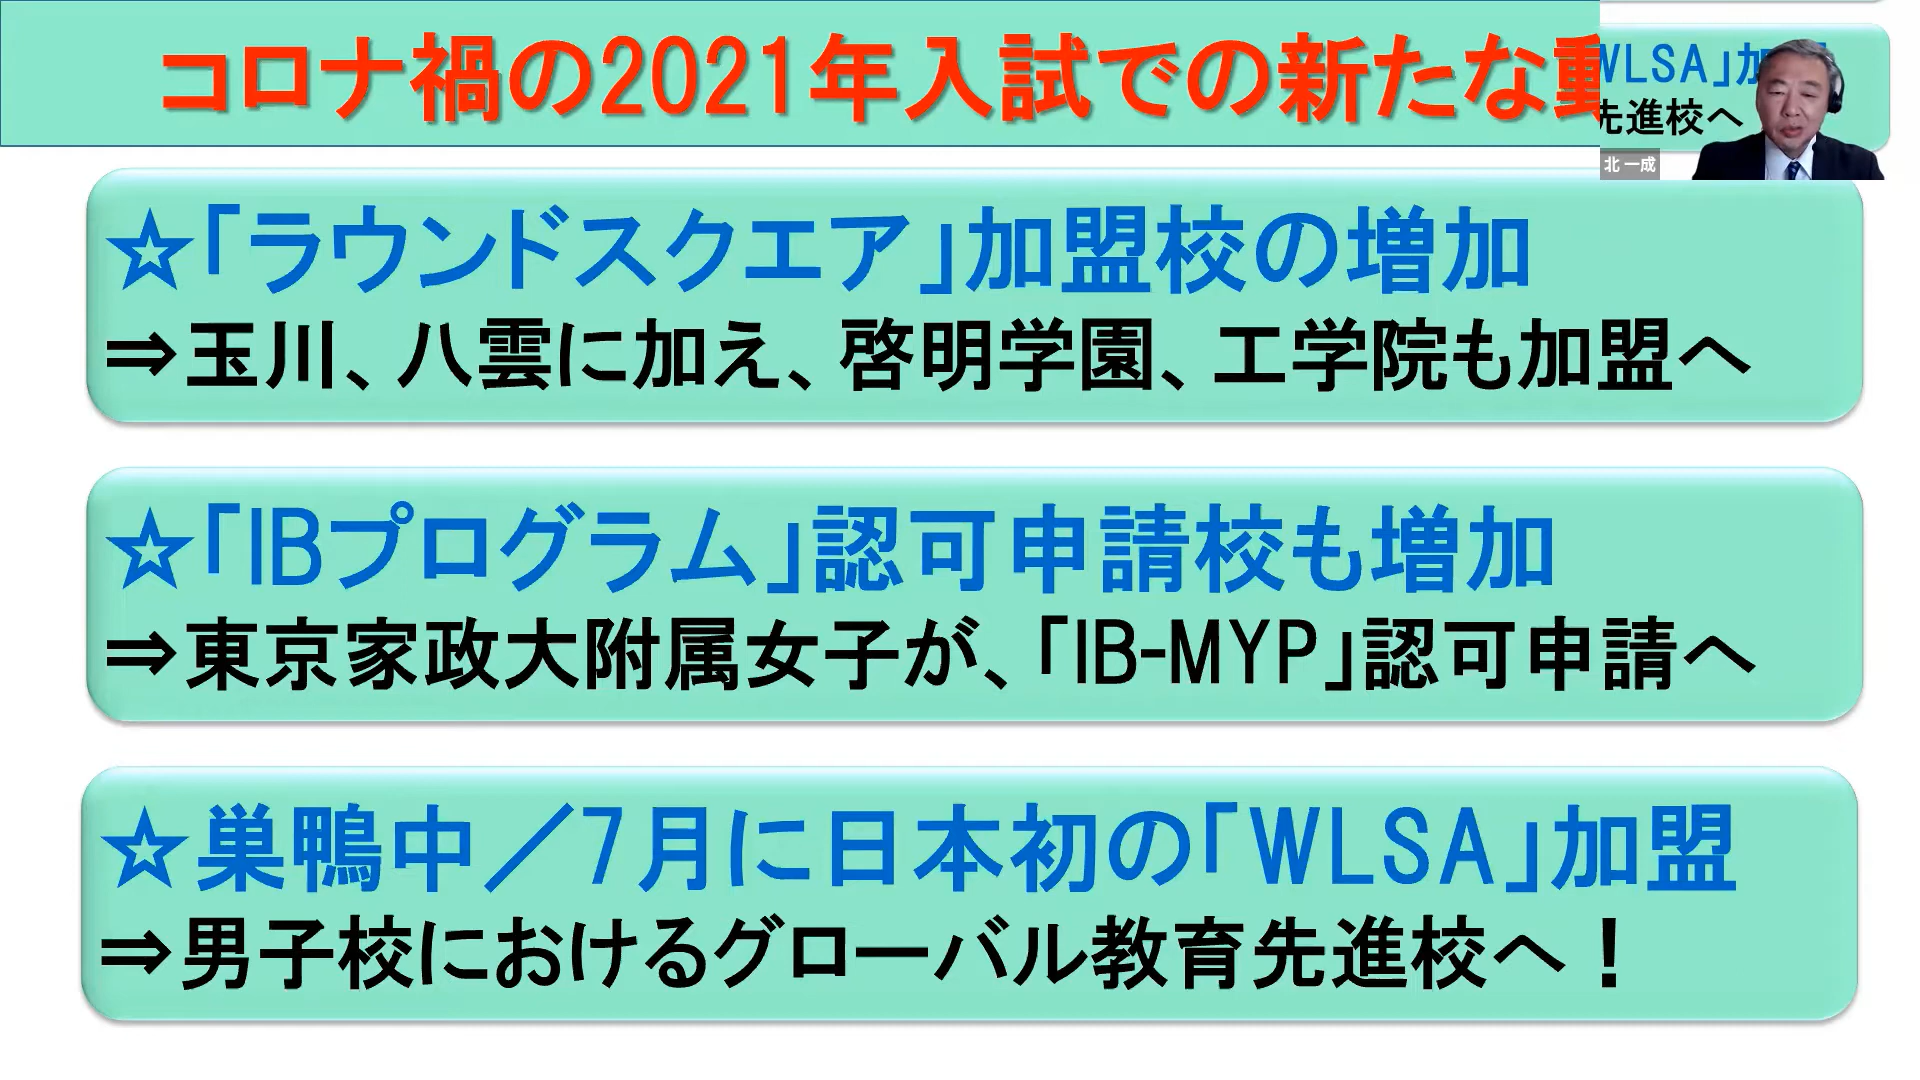 コロナ禍の2021年入試での新たな
WLSA」加
先進校へ
北 一成
☆「ラウンドスクエア」加盟校の増加
⇒玉川、八雲に加え、啓明学園、工学院も加盟へ
☆「IBプログラム」認可申請校も増加
⇒東京家政大附属女子が、「IB-MYP」認可申請へ
☆巣鴨中／7月に日本初の「WLSA」加盟
⇒男子校におけるグローバル教育先進校へ！